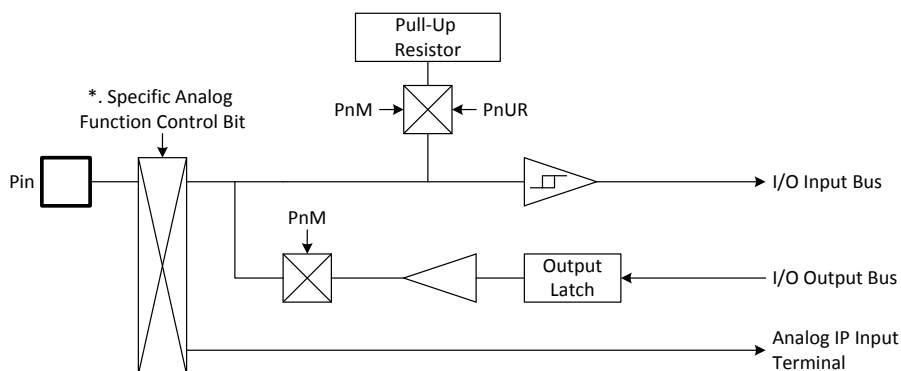 Pull-Up
Resistor
*. Specific Analog
Function Control Bit
PnM
PnUR
Pin
I/O Input Bus
PnM
Output
Latch
I/O Output Bus
Analog IP Input
Terminal